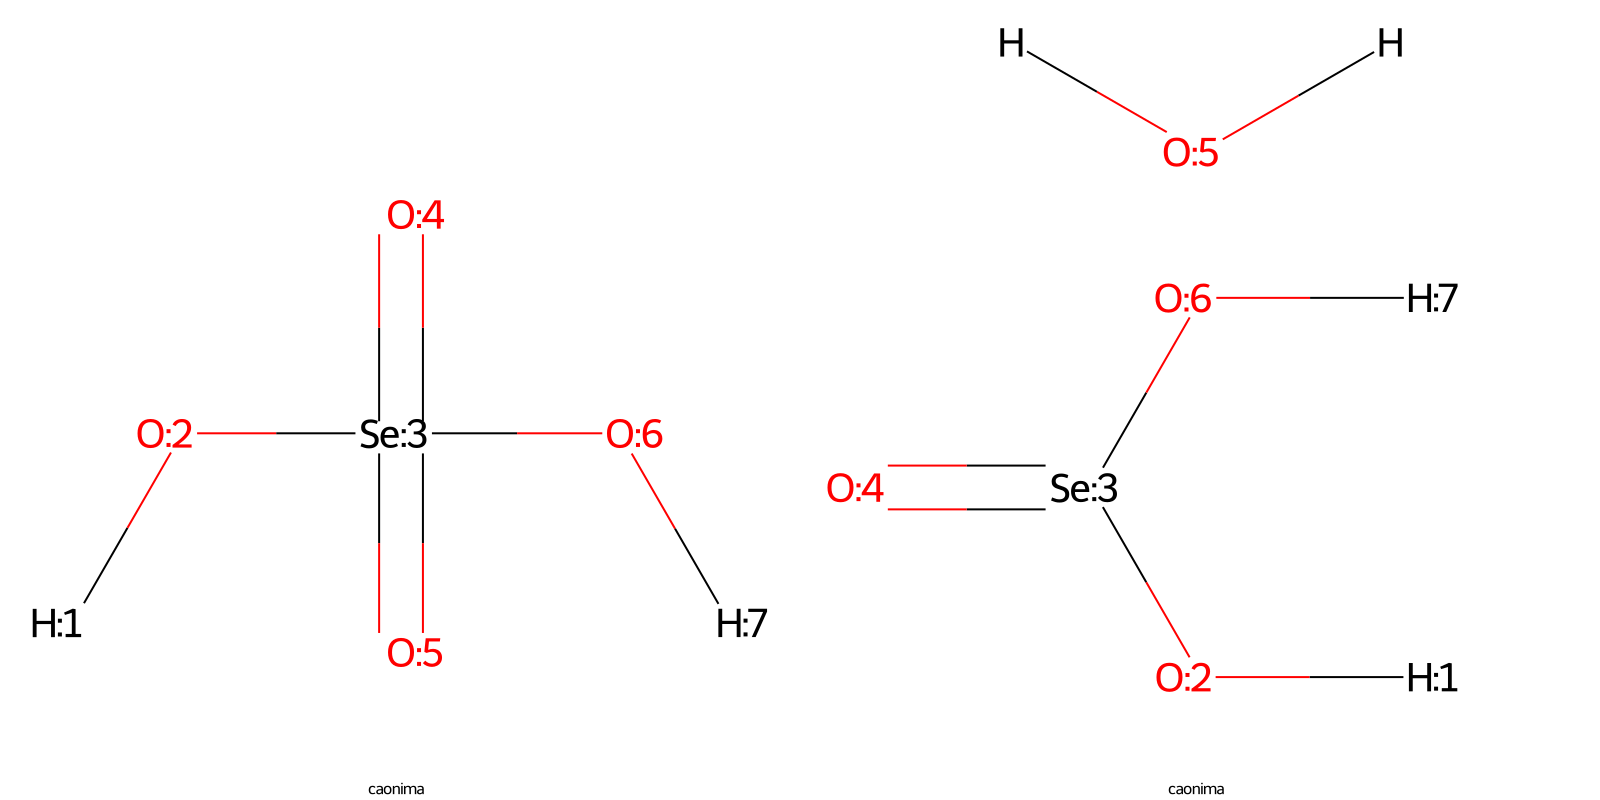 O:4
O:2 Se:3 O:6
H:1 H:7
O:5
caonima
H H
O:5
O:6 H:7
O:4 Se:3
O:2 H:1
caonima